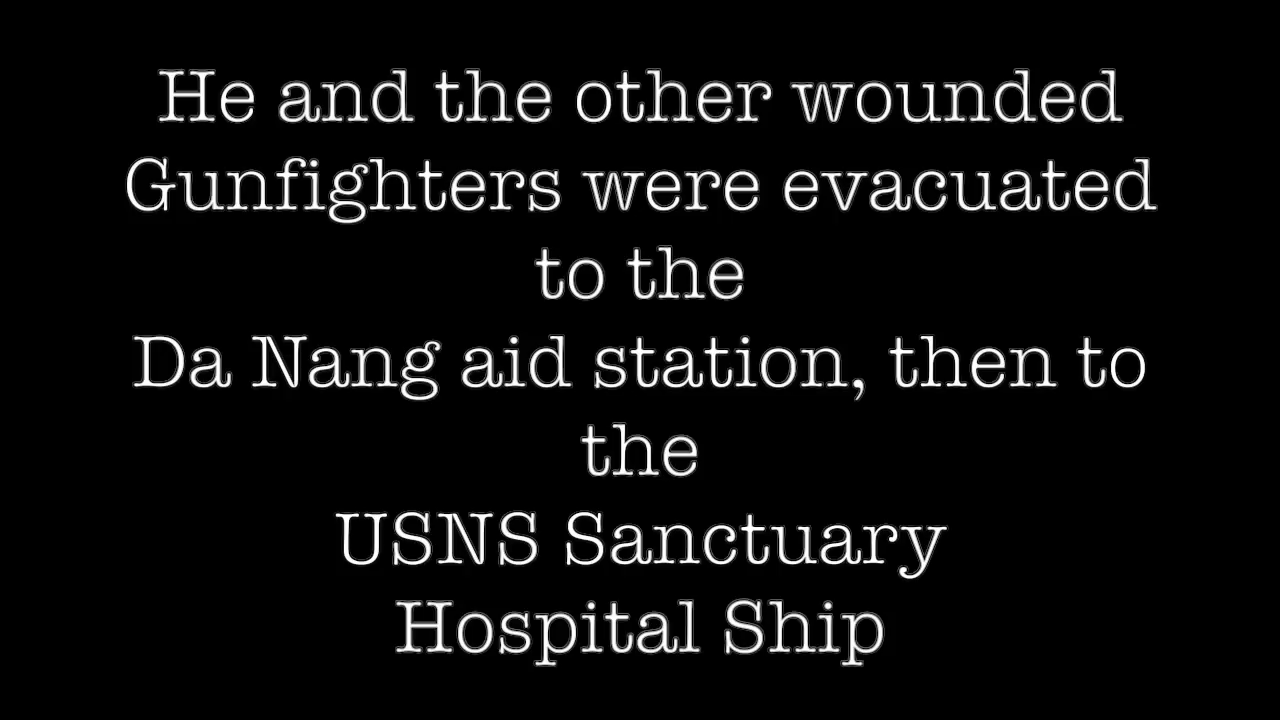 He and the other wounded
Gunfighters were evacuated
to the
Da Nang aid station, then to
the
USNS Sanctuary
Hospital Ship